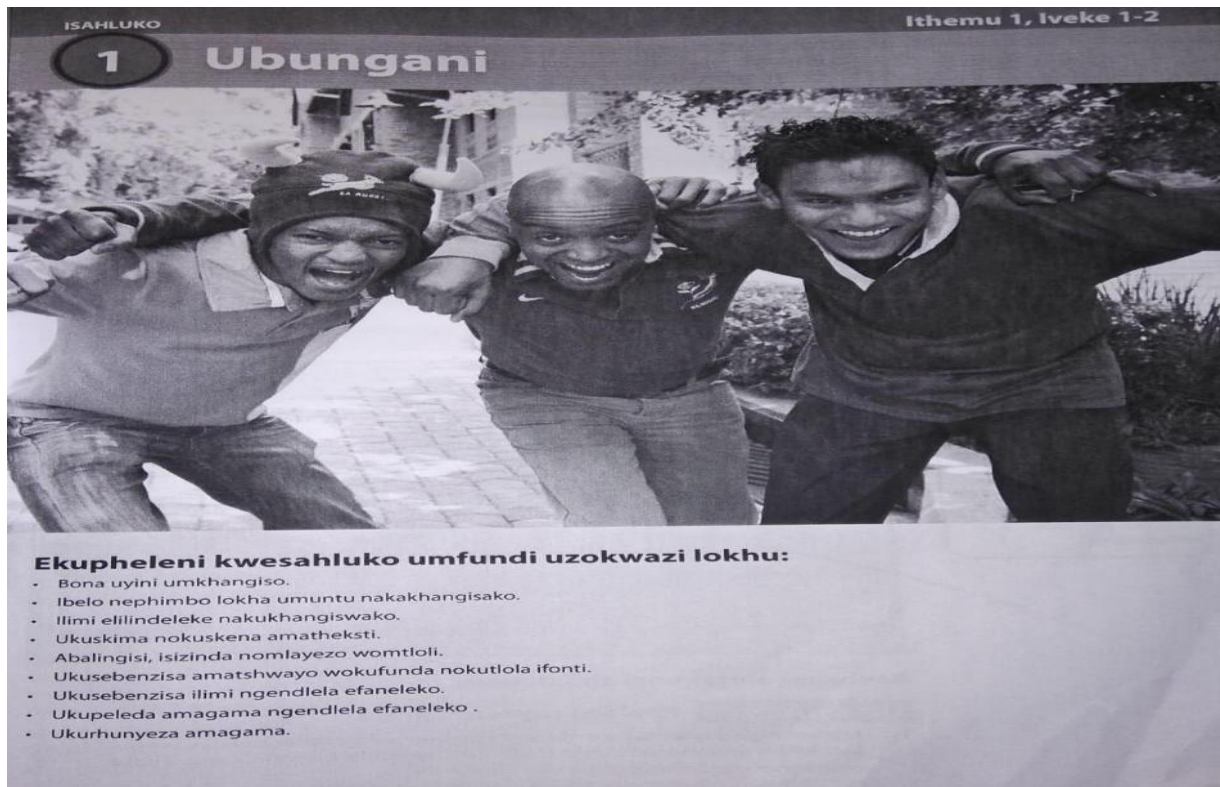 ISAHLUKO
Ithemu 1, Iveke 1-2
1 Ubungani
SA RUGBY
Ekupheleni kwesahluko umfundi uzokwazi lokhu:
• Bona uyini umkhangiso.
• Ibelo nephimbo lokha umuntu nakakhangisako.
• Ilimi elilindeleke nakukhangiswako.
• Ukuskima nokuskena amatheksti.
• Abalingisi, isizinda nomlayezo womtloli.
• Ukusebenzisa amatshwayo wokufunda nokutlola ifonti.
• Ukusebenzisa ilimi ngendlela efaneleko.
• Ukupeleda amagama ngendlela efaneleko .
• Ukurhunyeza amagama.